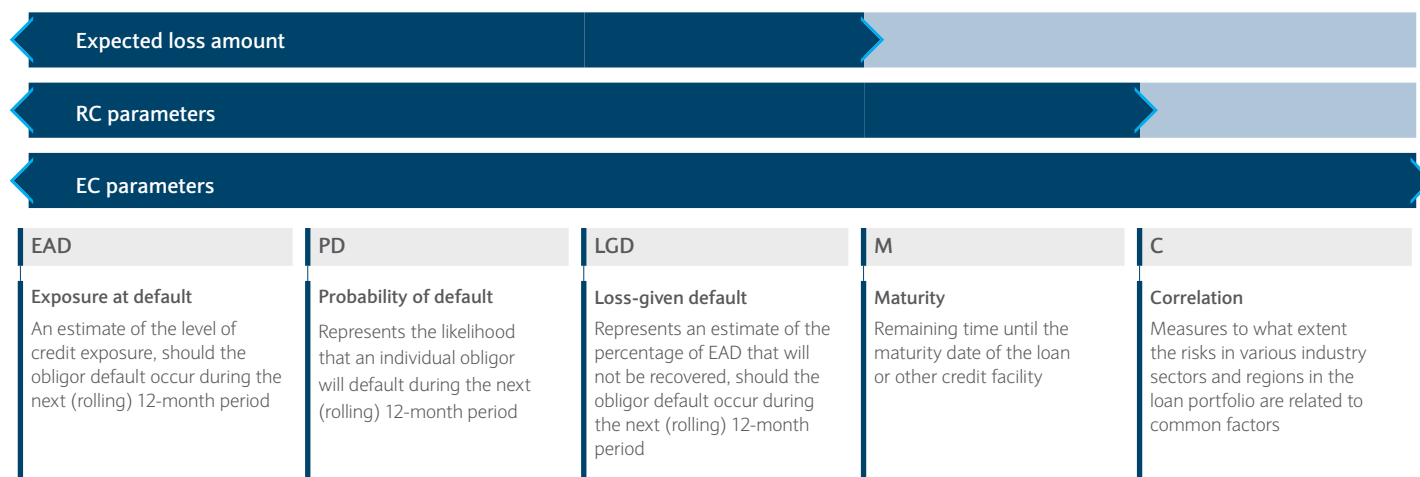 Expected loss amount
RC parameters
EC parameters
EAD
Exposure at default
An estimate of the level of
credit exposure, should the
obligor default occur during the
next (rolling) 12-month period
PD
Probability of default
Represents the likelihood
that an individual obligor
will default during the next
(rolling) 12-month period
LGD
Loss-given default
Represents an estimate of the
percentage of EAD that will
not be recovered, should the
obligor default occur during
the next (rolling) 12-month
period
M
Maturity
Remaining time until the
maturity date of the loan
or other credit facility
C
Correlation
Measures to what extent
the risks in various industry
sectors and regions in the
loan portfolio are related to
common factors